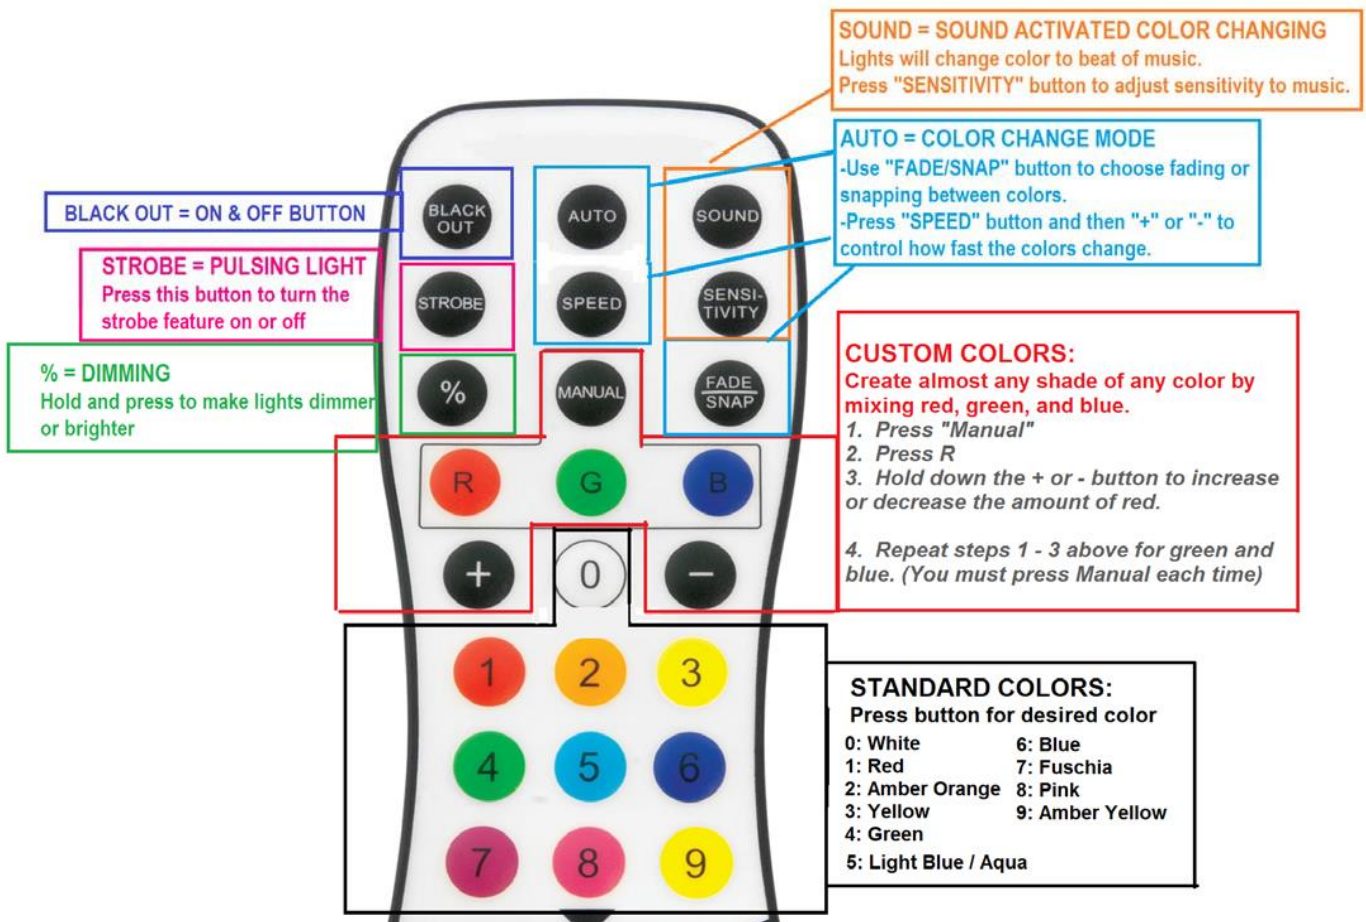 SOUND = SOUND ACTIVATED COLOR CHANGING
Lights will change color to beat of music.
Press "SENSITIVITY" button to adjust sensitivity to music.
AUTO = COLOR CHANGE MODE
-Use "FADE/SNAP" button to choose fading or
snapping between colors.
-Press "SPEED" button and then "+" or "-" to
control how fast the colors change.
BLACK OUT = ON & OFF BUTTON
STROBE = PULSING LIGHT
Press this button to turn the
strobe feature on or off
% = DIMMING
Hold and press to make lights dimmer
or brighter
BLACK
OUT
AUTO
SOUND
STROBE
SPEED
SENSI-
TIVITY
%
MANUAL
FADE
SNAP
R
G
B
+
0
-
1
2
3
4
5
6
7
8
9
CUSTOM COLORS:
Create almost any shade of any color by
mixing red, green, and blue.
1. Press "Manual"
2. Press R
3. Hold down the + or - button to increase
or decrease the amount of red.
4. Repeat steps 1 - 3 above for green and
blue. (You must press Manual each time)
STANDARD COLORS:
Press button for desired color
0: White
1: Red
2: Amber Orange
3: Yellow
4: Green
5: Light Blue / Aqua
6: Blue
7: Fuschia
8: Pink
9: Amber Yellow